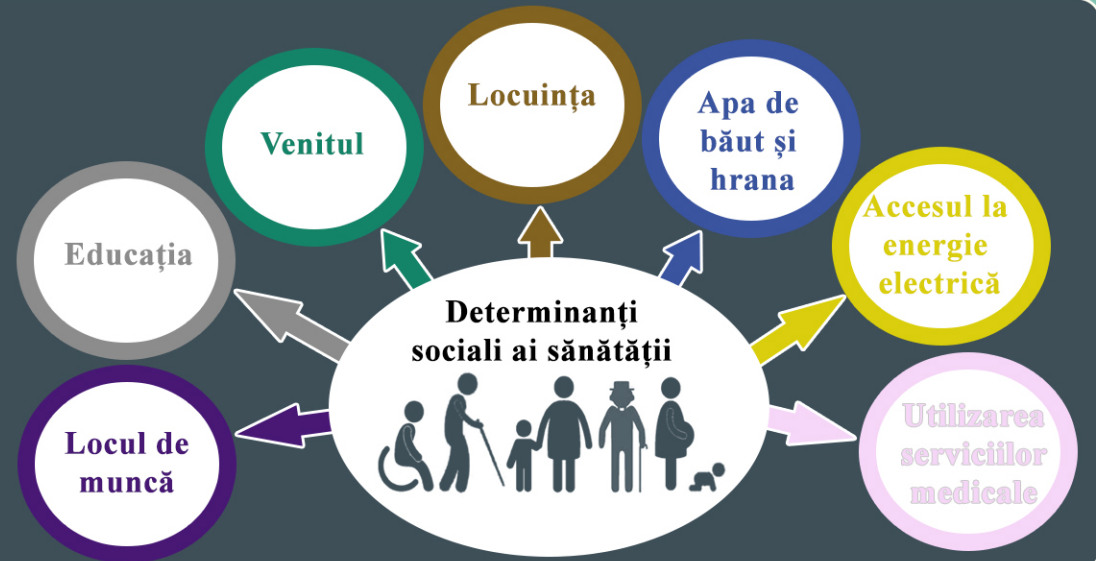 Locuința
Venitul
Apa de
băut și
hrana
Educația
Accesul la
energie
electrică
Determinanți
sociali ai sănătății
Locul de
muncă
Utilizarea
serviciilor
medicale